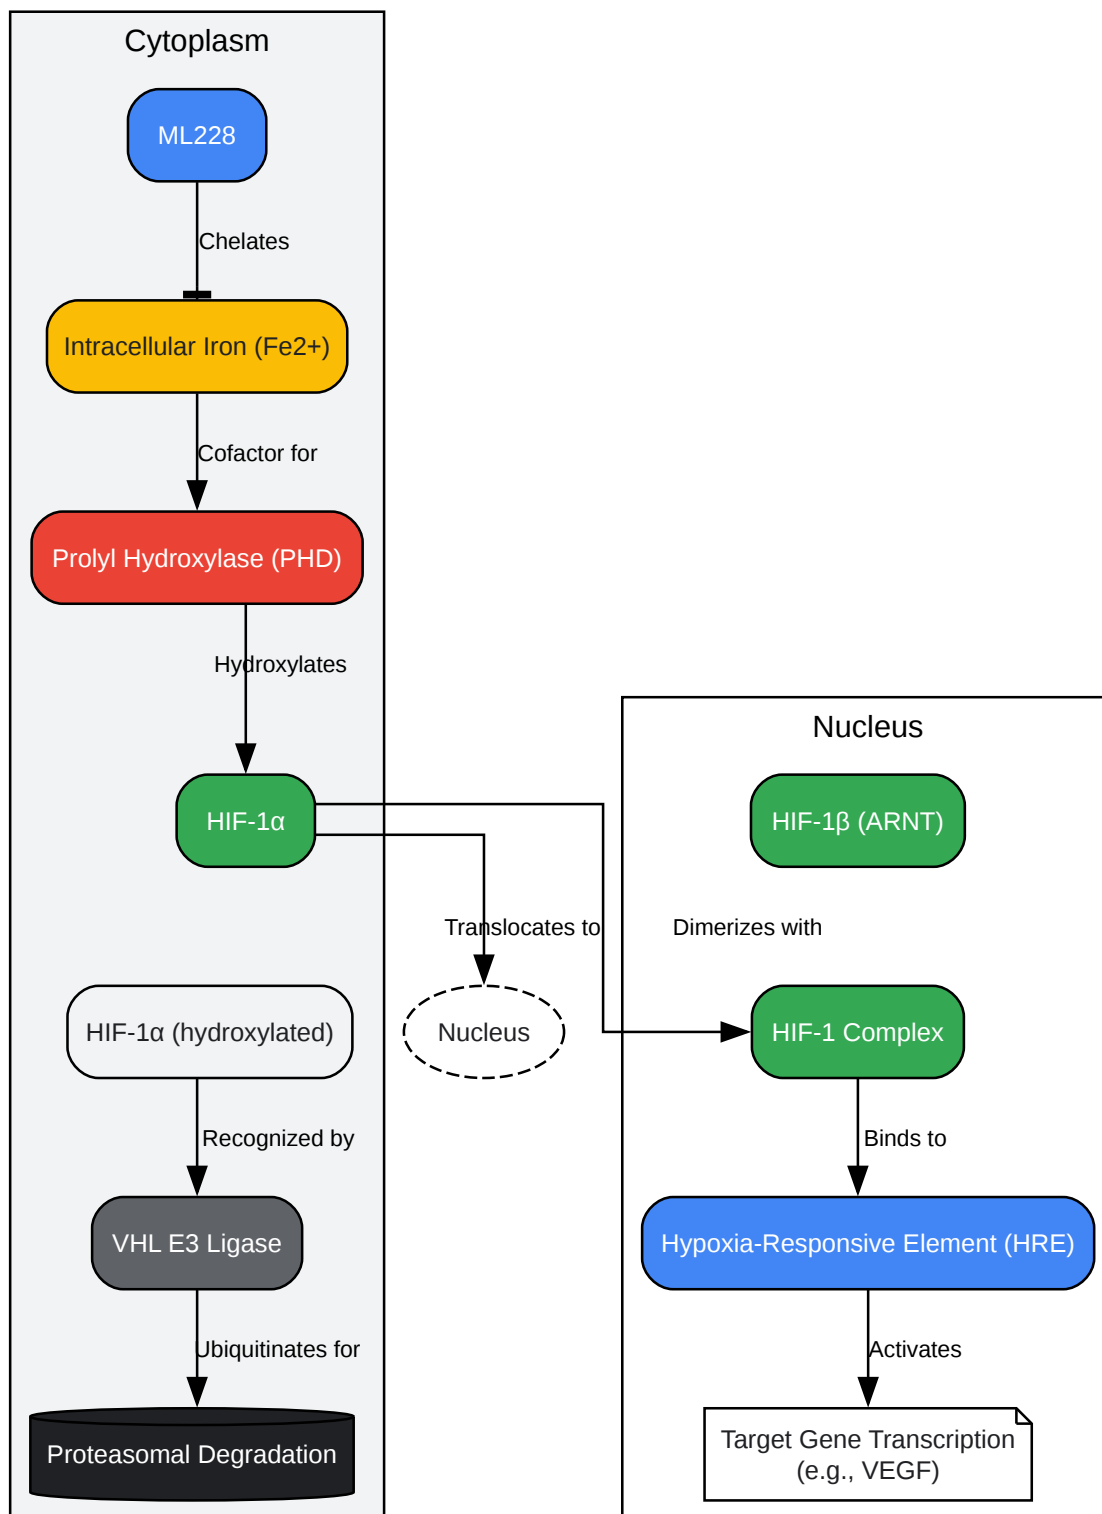 Cytoplasm
ML228
Chelates
Intracellular Iron (Fe2+)
Cofactor for
Prolyl Hydroxylase (PHD)
Hydroxylates
Nucleus
HIF-1α
HIF-1β (ARNT)
Translocates to
Dimerizes with
HIF-1α (hydroxylated)
Nucleus
HIF-1 Complex
Recognized by
Binds to
VHL E3 Ligase
Hypoxia-Responsive Element (HRE)
Ubiquitinates for
Activates
Proteasomal Degradation
Target Gene Transcription
(e.g., VEGF)